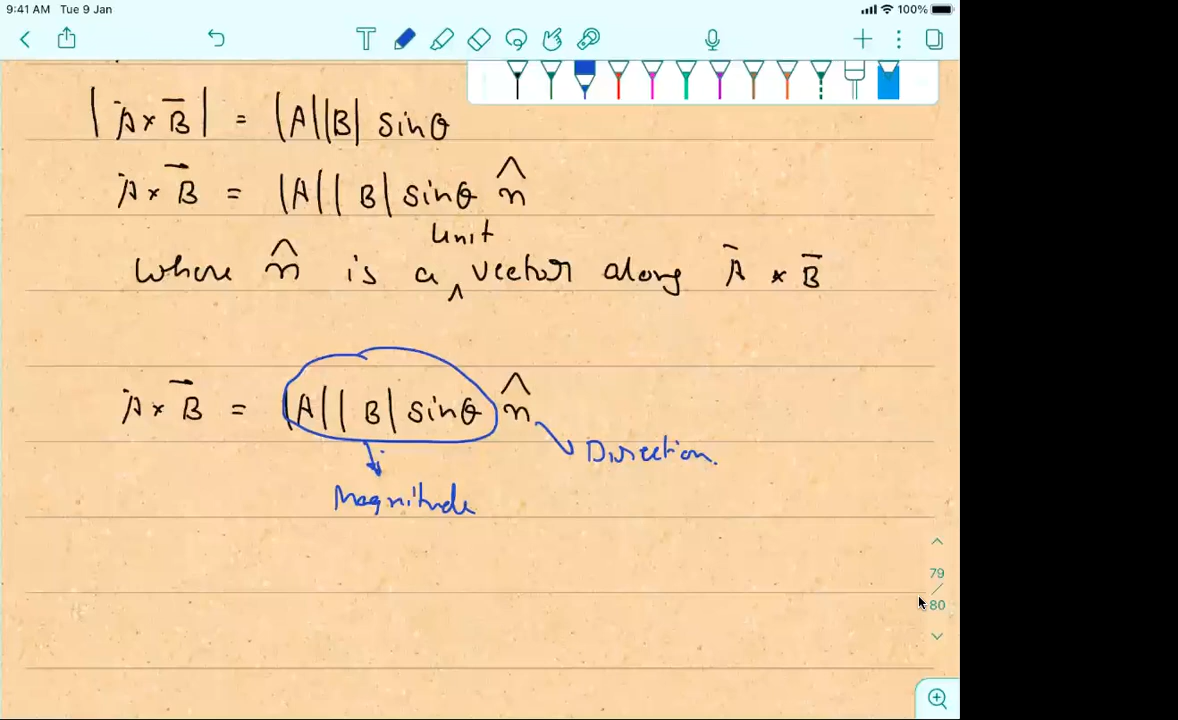 9:41 AM Tue 9 Jan 100%
|A × B̅| = |A||B| sinθ
A × B⃗ = |A||B| sinθ n̂
Unit
where n̂ is a ^ vector along A̅ × B̅
A × B⃗ = |A||B| sinθ n̂
Direction.
Magnitude
79
/
80